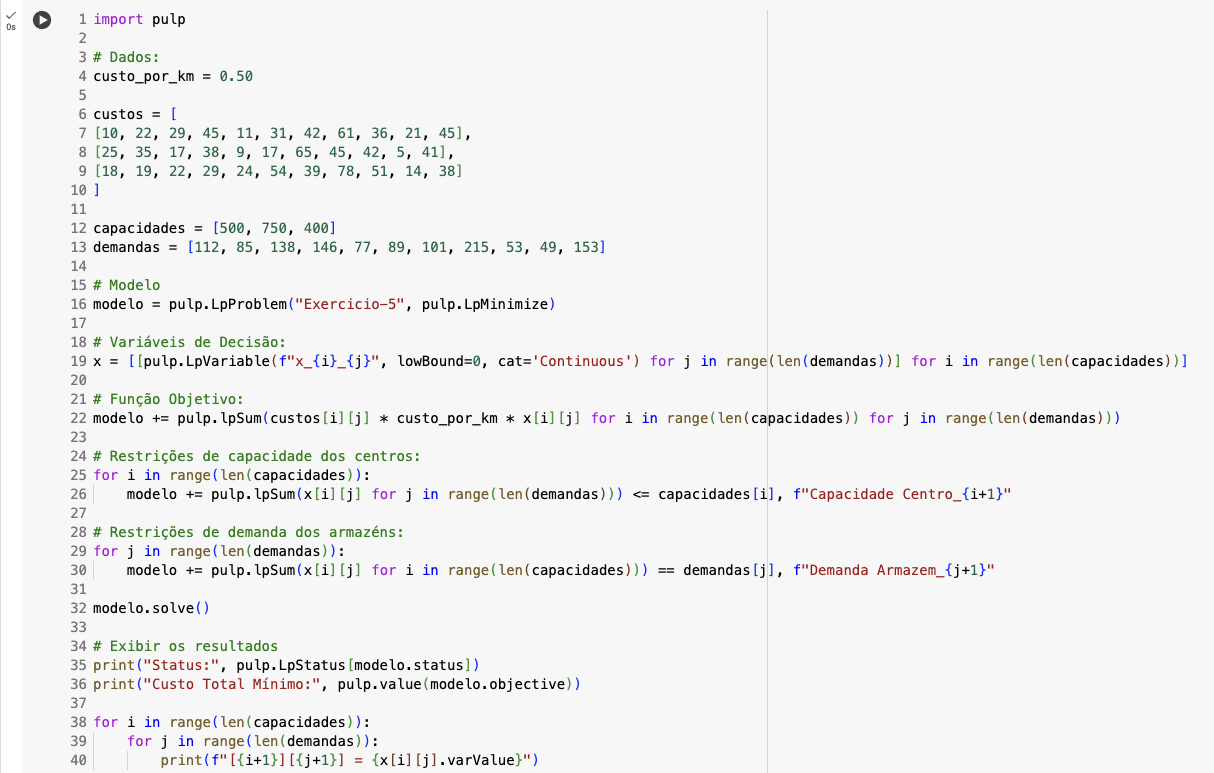 0s
1 import pulp
2
3 # Dados:
4 custo_por_km = 0.50
5
6 custos = [
7 [10, 22, 29, 45, 11, 31, 42, 61, 36, 21, 45],
8 [25, 35, 17, 38, 9, 17, 65, 45, 42, 5, 41],
9 [18, 19, 22, 29, 24, 54, 39, 78, 51, 14, 38]
10 ]
11
12 capacidades = [500, 750, 400]
13 demandas = [112, 85, 138, 146, 77, 89, 101, 215, 53, 49, 153]
14
15 # Modelo
16 modelo = pulp.LpProblem("Exercicio-5", pulp.LpMinimize)
17
18 # Variáveis de Decisão:
19 x = [[pulp.LpVariable(f"x_{i}_{j}", lowBound=0, cat='Continuous') for j in range(len(demandas))] for i in range(len(capacidades))]
20
21 # Função Objetivo:
22 modelo += pulp.lpSum(custos[i][j] * custo_por_km * x[i][j] for i in range(len(capacidades)) for j in range(len(demandas)))
23
24 # Restrições de capacidade dos centros:
25 for i in range(len(capacidades)):
26     modelo += pulp.lpSum(x[i][j] for j in range(len(demandas))) <= capacidades[i], f"Capacidade Centro_{i+1}"
27
28 # Restrições de demanda dos armazéns:
29 for j in range(len(demandas)):
30     modelo += pulp.lpSum(x[i][j] for i in range(len(capacidades))) == demandas[j], f"Demanda Armazem_{j+1}"
31
32 modelo.solve()
33
34 # Exibir os resultados
35 print("Status:", pulp.LpStatus[modelo.status])
36 print("Custo Total Mínimo:", pulp.value(modelo.objective))
37
38 for i in range(len(capacidades)):
39     for j in range(len(demandas)):
40         print(f"[{i+1}][{j+1}] = {x[i][j].varValue}")